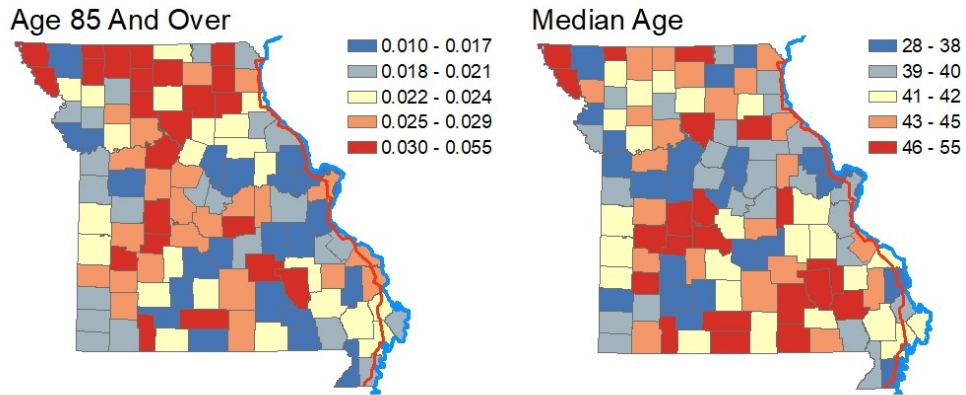 Age 85 And Over
0.010 - 0.017
0.018 - 0.021
0.022 - 0.024
0.025 - 0.029
0.030 - 0.055
Median Age
28 - 38
39 - 40
41 - 42
43 - 45
46 - 55